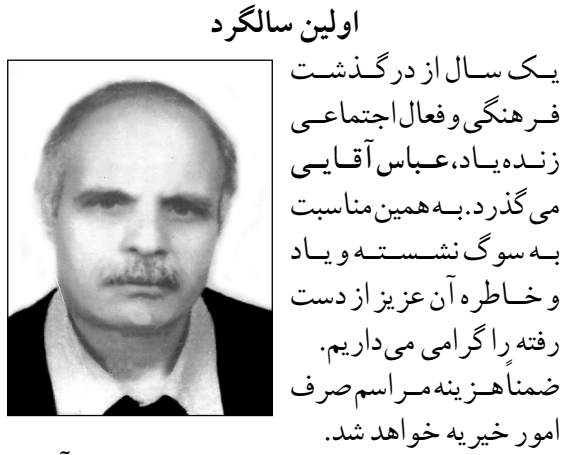 اولین سالگرد
یک سال از درگذشت
فرهنگی و فعال اجتماعی
زنده‌یاد، عباس آقایی
می‌گذرد. به همین مناسبت
به سوگ نشسته و یاد
و خاطره آن عزیز از دست
رفته را گرامی می‌داریم.
ضمناً هزینه مراسم صرف
امور خیریه خواهد شد.